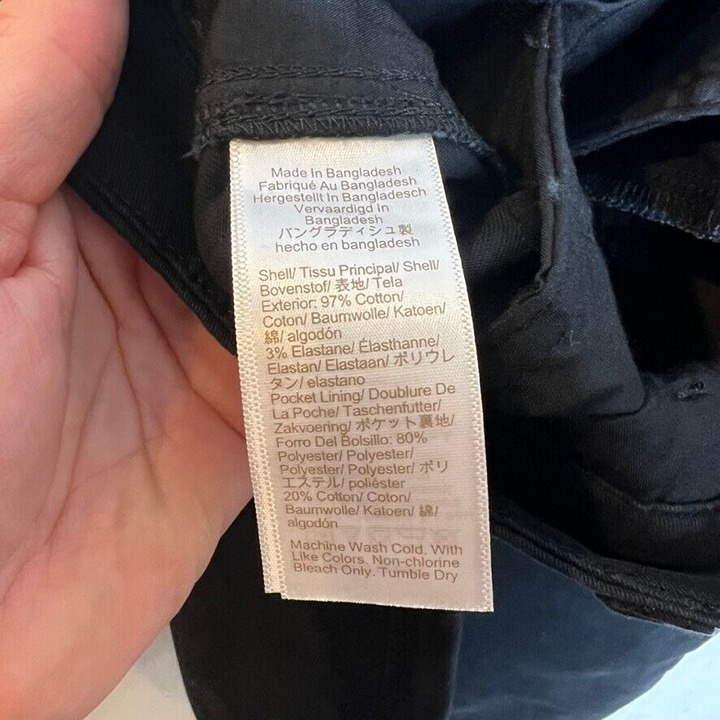 Made In Bangladesh
Fabriqué Au Bangladesh
Hergestellt In Bangladesch
Vervaardigd In
Bangladesh
バングラディシュ製
hecho en bangladesh
Shell/ Tissu Principal/ Shell/
Bovenstof/ 表地/ Tela
Exterior: 97% Cotton/
Coton/ Baumwolle/ Katoen/
綿/ algodón
3% Elastane/ Élasthanne/
Elastan/ Elastaan/ ポリウレ
タン/ elastano
Pocket Lining/ Doublure De
La Poche/ Taschenfutter/
Zakvoering/ ポケット裏地/
Forro Del Bolsillo: 80%
Polyester/ Polyester/
Polyester/ Polyester/ ポリ
エステル/ poliéster
20% Cotton/ Coton/
Baumwolle/ Katoen/ 綿/
algodón
Machine Wash Cold. With
Like Colors. Non-chlorine
Bleach Only. Tumble Dry